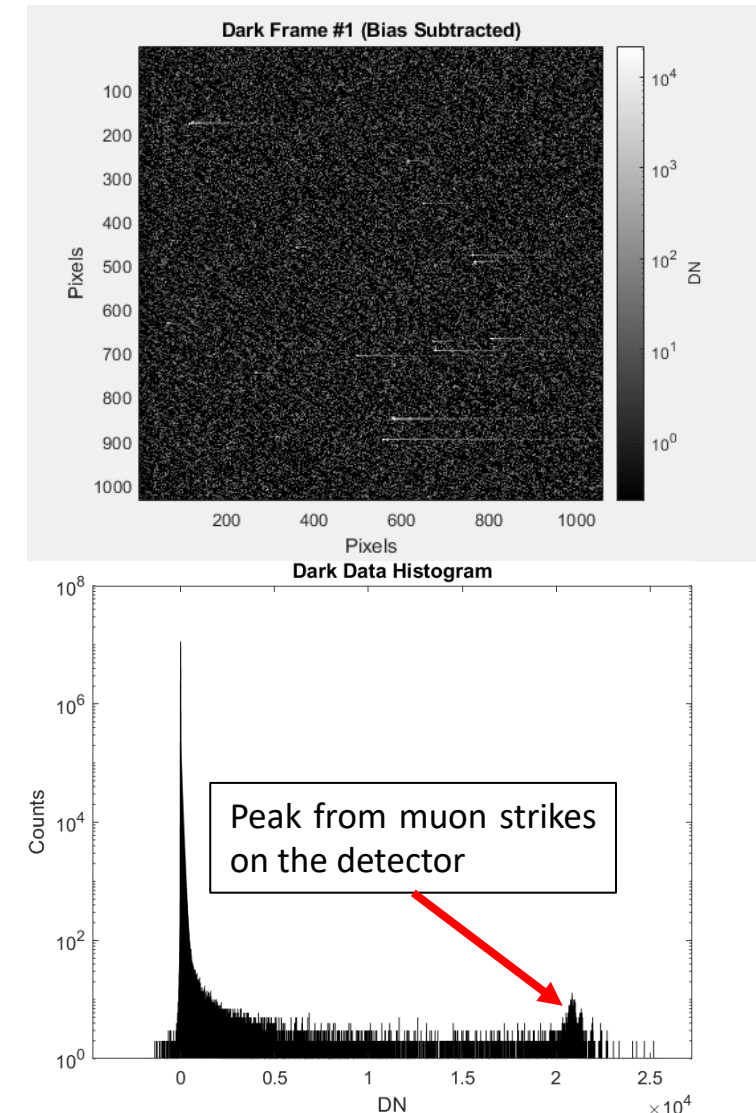 Dark Frame #1 (Bias Subtracted)
100
200
300
400
500
600
700
800
900
1000
Pixels
200 400 600 800 1000
Pixels
10^4
10^3
10^2
10^1
10^0
DN
Dark Data Histogram
10^8
10^6
10^4
10^2
10^0
Counts
Peak from muon strikes
on the detector
0 0.5 1 1.5 2 2.5
DN
×10^4